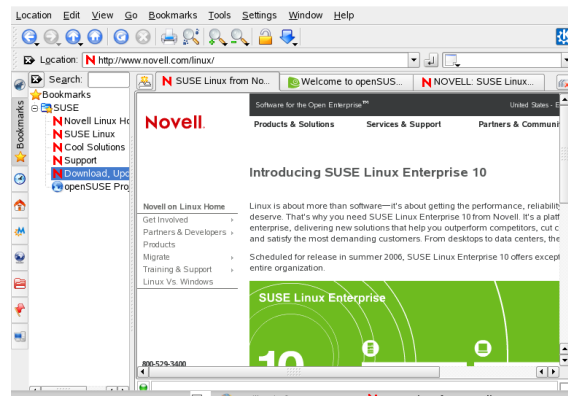 Location Edit View Go Bookmarks Tools Settings Window Help
Location: http://www.novell.com/linux/
Search:
SUSE Linux from No... Welcome to openSUS... NOVELL: SUSE Linux...
Bookmarks
Bookmarks
SUSE
Novell Linux Ho
SUSE Linux
Cool Solutions
Support
Download, Upd
openSUSE Proj
Software for the Open Enterprise™ United States - E
Novell.
Products & Solutions Services & Support Partners & Communi
Introducing SUSE Linux Enterprise 10
Novell on Linux Home
Get Involved
Partners & Developers
Products
Migrate
Training & Support
Linux Vs. Windows
800-529-3400
Linux is about more than software—it's about getting the performance, reliability
deserve. That's why you need SUSE Linux Enterprise 10 from Novell. It's a platf
enterprise, delivering new solutions that help you outperform competitors, cut c
and satisfy the most demanding customers. From desktops to data centers, the
Scheduled for release in summer 2006, SUSE Linux Enterprise 10 offers except
entire organization.
SUSE Linux Enterprise
10